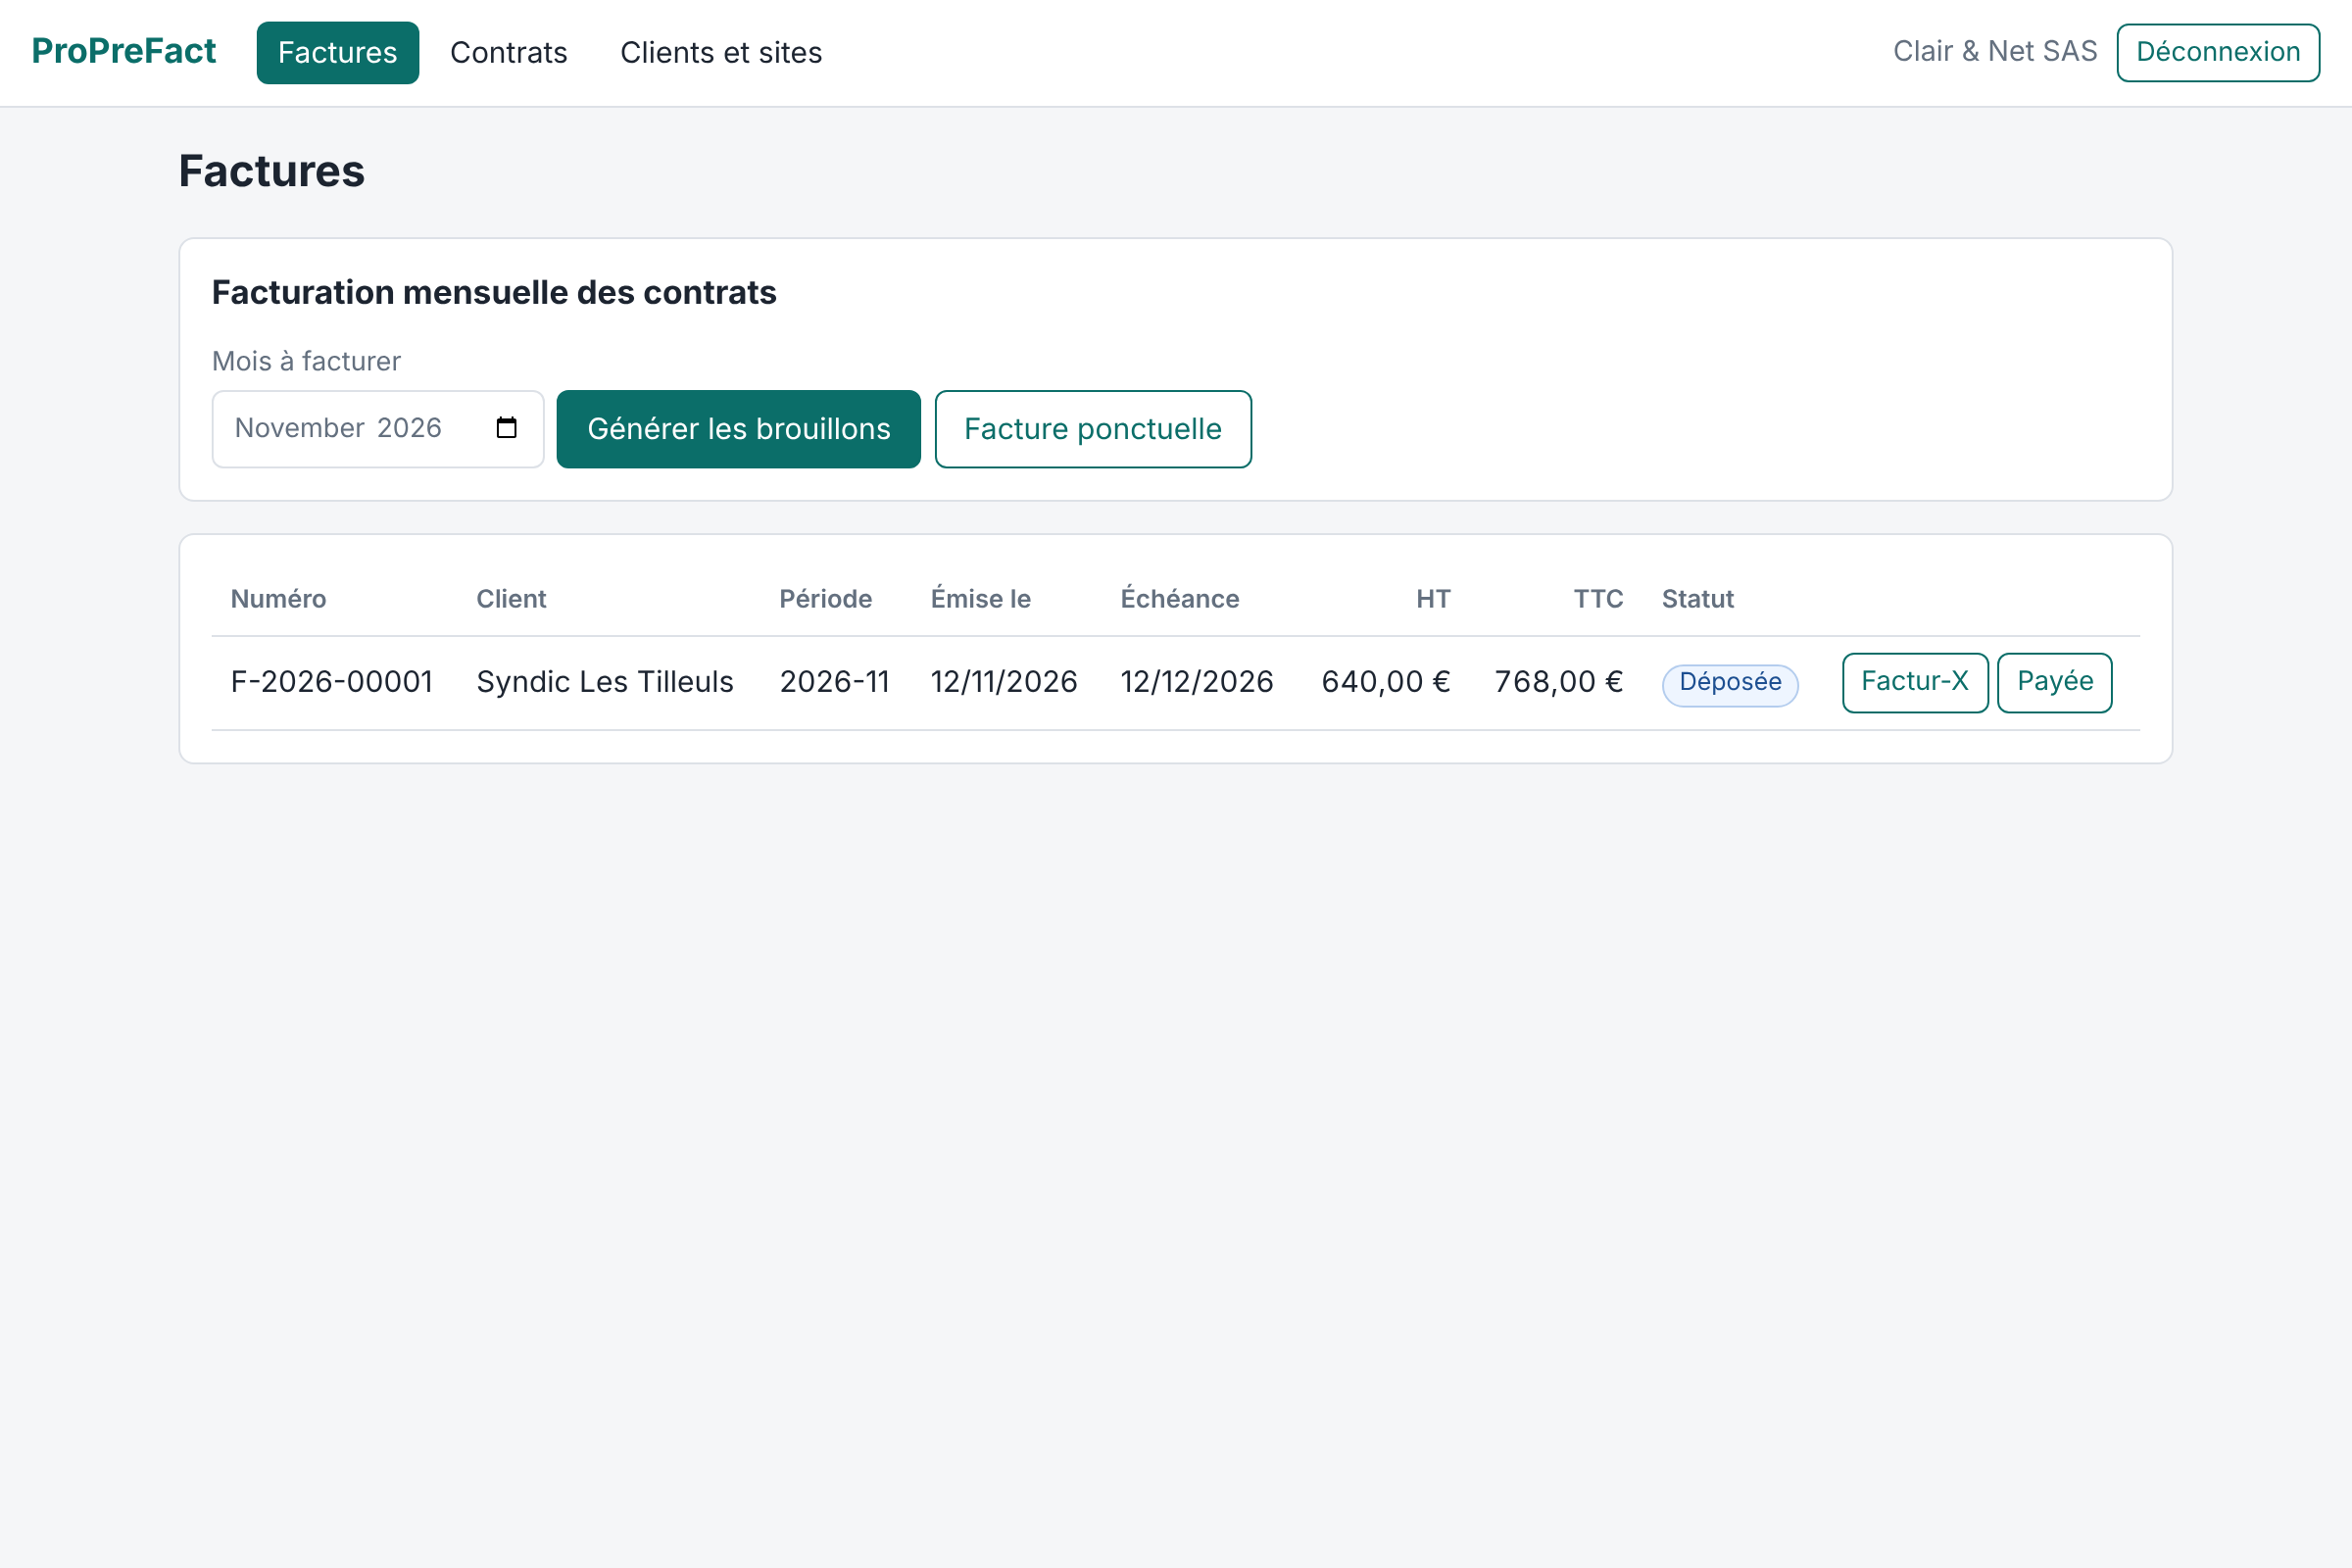 ProPreFact Factures Contrats Clients et sites Clair & Net SAS Déconnexion
Factures
Facturation mensuelle des contrats
Mois à facturer
November 2026 Générer les brouillons Facture ponctuelle
Numéro Client Période Émise le Échéance HT TTC Statut
F-2026-00001 Syndic Les Tilleuls 2026-11 12/11/2026 12/12/2026 640,00 € 768,00 € Déposée Factur-X Payée